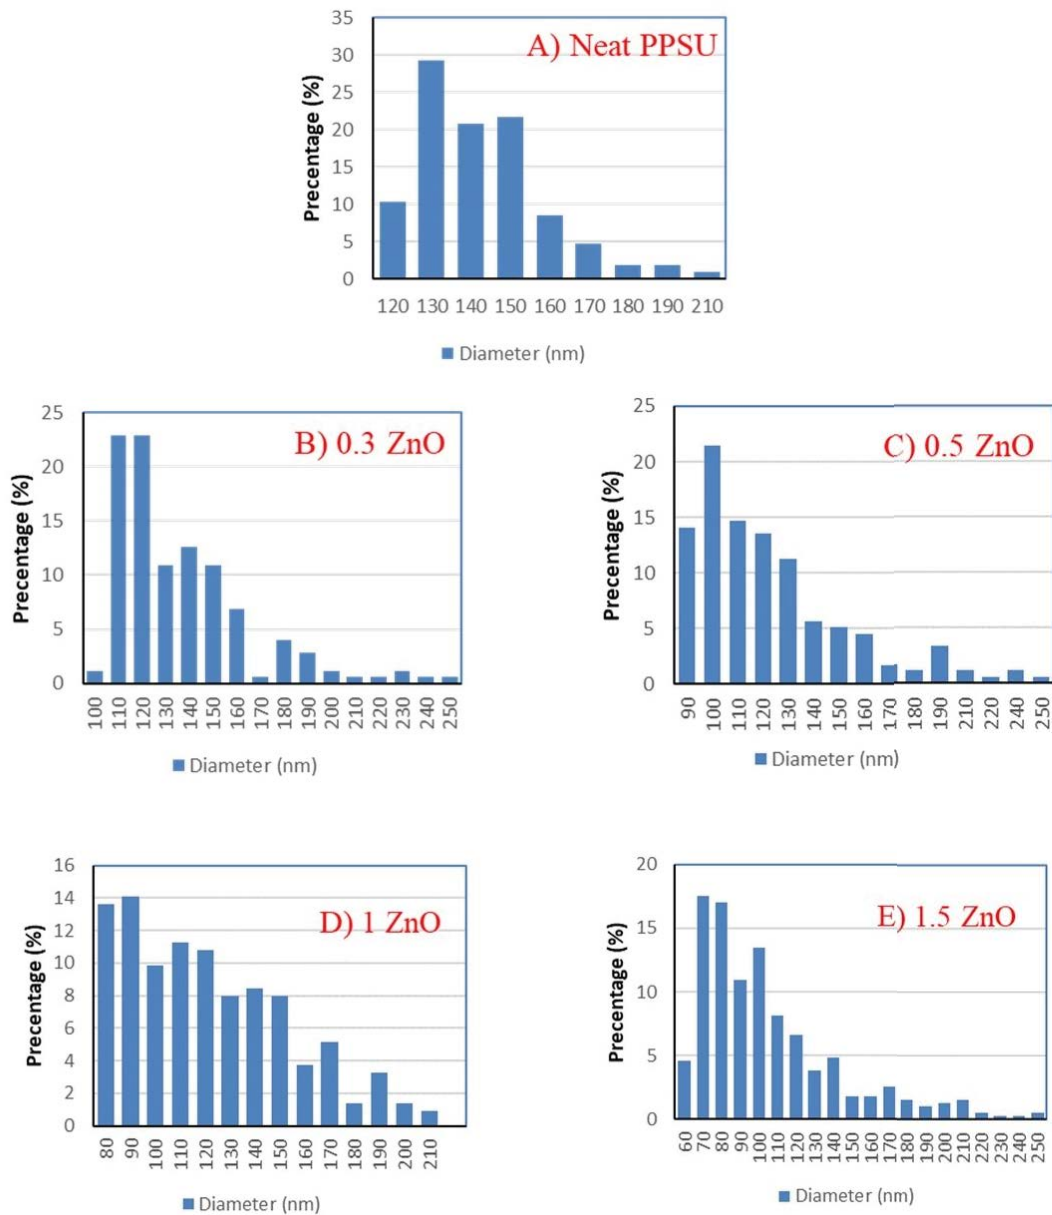 A) Neat PPSU
Precentage (%)
35
30
25
20
15
10
5
0
120 130 140 150 160 170 180 190 210
Diameter (nm)
B) 0.3 ZnO
Precentage (%)
25
20
15
10
5
0
100 110 120 130 140 150 160 170 180 190 200 210 220 230 240 250
Diameter (nm)
C) 0.5 ZnO
Precentage (%)
25
20
15
10
5
0
90 100 110 120 130 140 150 160 170 180 190 210 220 240 250
Diameter (nm)
D) 1 ZnO
Precentage (%)
16
14
12
10
8
6
4
2
0
80 90 100 110 120 130 140 150 160 170 180 190 200 210
Diameter (nm)
E) 1.5 ZnO
Precentage (%)
20
15
10
5
0
60 70 80 90 100 110 120 130 140 150 160 170 180 190 200 210 220 230 240 250
Diameter (nm)